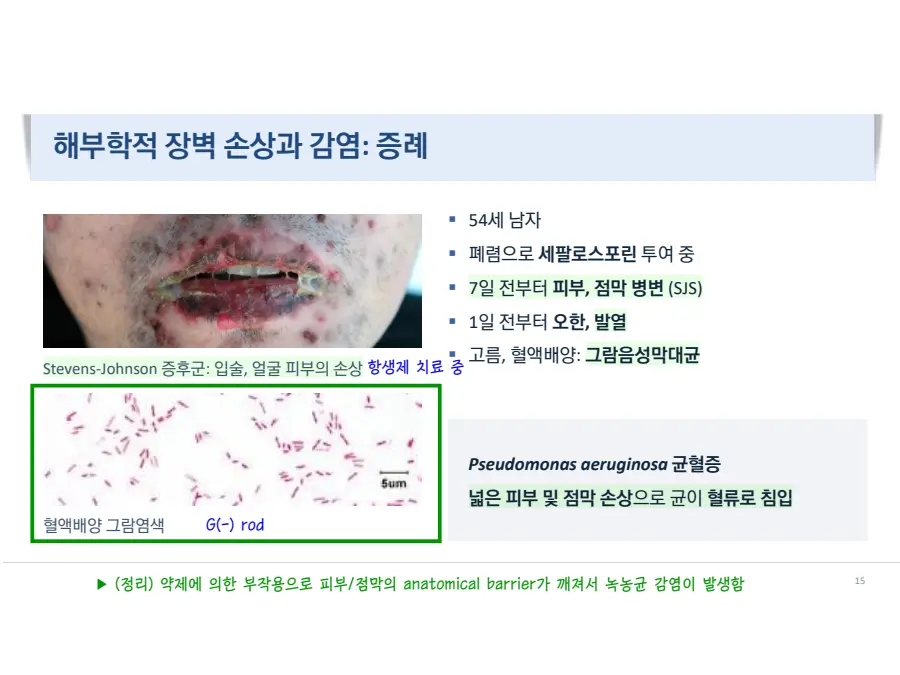 해부학적 장벽 손상과 감염: 증례
Stevens-Johnson 증후군: 입술, 얼굴 피부의 손상 항생제 치료 중
5um
혈액배양 그람염색 G(-) rod
▪ 54세 남자
▪ 폐렴으로 세팔로스포린 투여 중
▪ 7일 전부터 피부, 점막 병변 (SJS)
▪ 1일 전부터 오한, 발열
▪ 고름, 혈액배양: 그람음성막대균
Pseudomonas aeruginosa 균혈증
넓은 피부 및 점막 손상으로 균이 혈류로 침입
▶ (정리) 약제에 의한 부작용으로 피부/점막의 anatomical barrier가 깨져서 녹농균 감염이 발생함
15